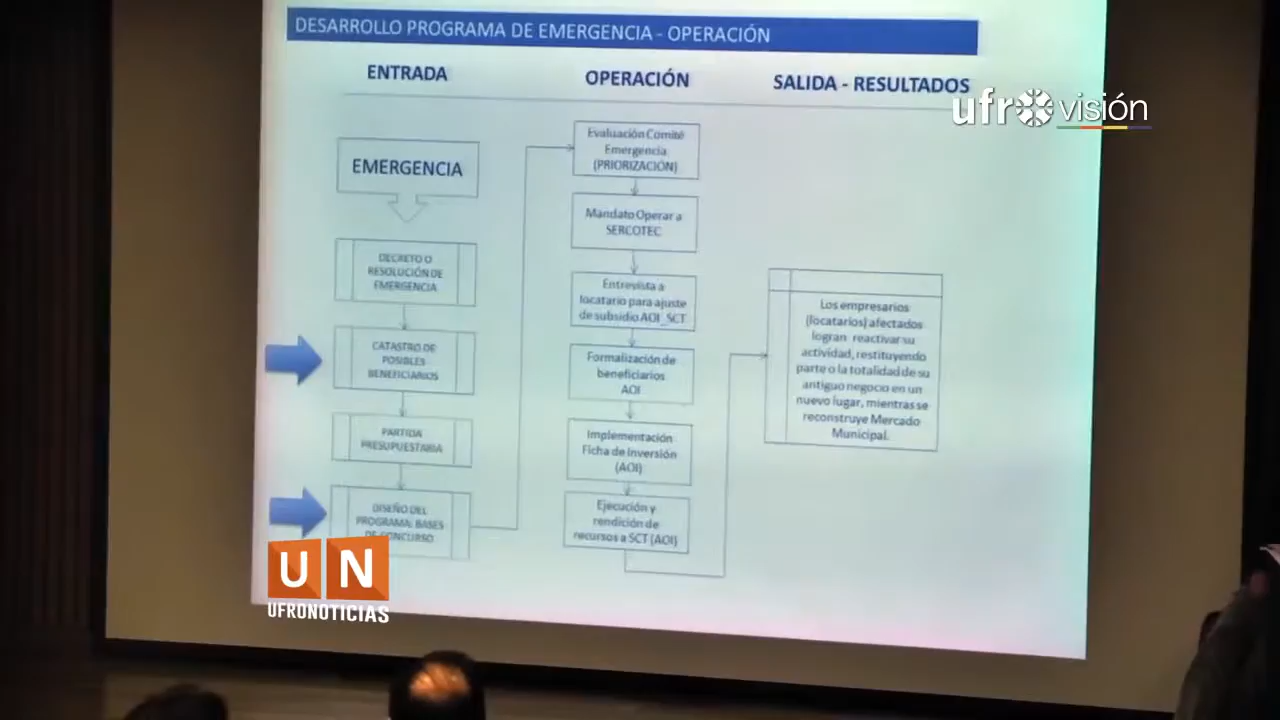 DESARROLLO PROGRAMA DE EMERGENCIA - OPERACIÓN
ENTRADA
OPERACIÓN
SALIDA - RESULTADOS
ufro visión
EMERGENCIA
DECRETO O
RESOLUCIÓN DE
EMERGENCIA
CATASTRO DE
POSIBLES
BENEFICIARIOS
PARTIDA
PRESUPUESTARIA
DISEÑO DEL
PROGRAMA, BASES
DE CONCURSO
Evaluación Comité
Emergencia
(PRIORIZACIÓN)
Mandato Operar a
SERCOTEC
Entrevista a
locatario para ajuste
de subsidio AOI_SCT
Formalización de
beneficiarios
AOI
Implementación
Ficha de Inversión
(AOI)
Ejecución y
rendición de
recursos a SCT (AOI)
Los empresarios
(locatarios) afectados
logran reactivar su
actividad, restituyendo
parte o la totalidad de su
antiguo negocio en un
nuevo lugar, mientras se
reconstruye Mercado
Municipal.
UN
UFRONOTICIAS